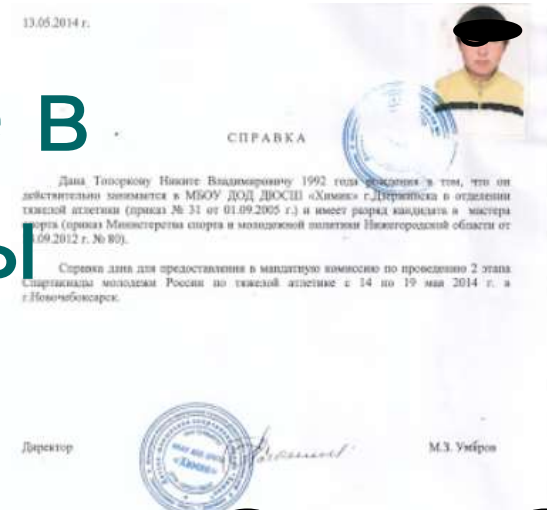 13.05.2014 г.
в
СПРАВКА
Дана Топоркову Никите Владимировичу 1992 года рождения в том, что он
действительно занимается в МБОУ ДОД ДЮСШ «Химик» г.Дзержинска в отделении
тяжелой атлетики (приказ № 31 от 01.09.2005 г.) и имеет разряд кандидата в мастера
спорта (приказ Министерства спорта и молодежной политики Нижегородской области от
.09.2012 г. № 80).
ы
Справка дана для предоставления в мандатную комиссию по проведению 2 этапа
Спартакиады молодежи России по тяжелой атлетике с 14 по 19 мая 2014 г. в
г.Новочебоксарск.
Директор
«Химик»
М.З. Умяров